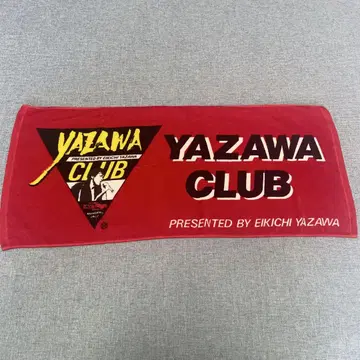 YAZAWA
PRESENTED BY EIKICHI YAZAWA
CLUB
®
YAZAWA
CLUB
PRESENTED BY EIKICHI YAZAWA